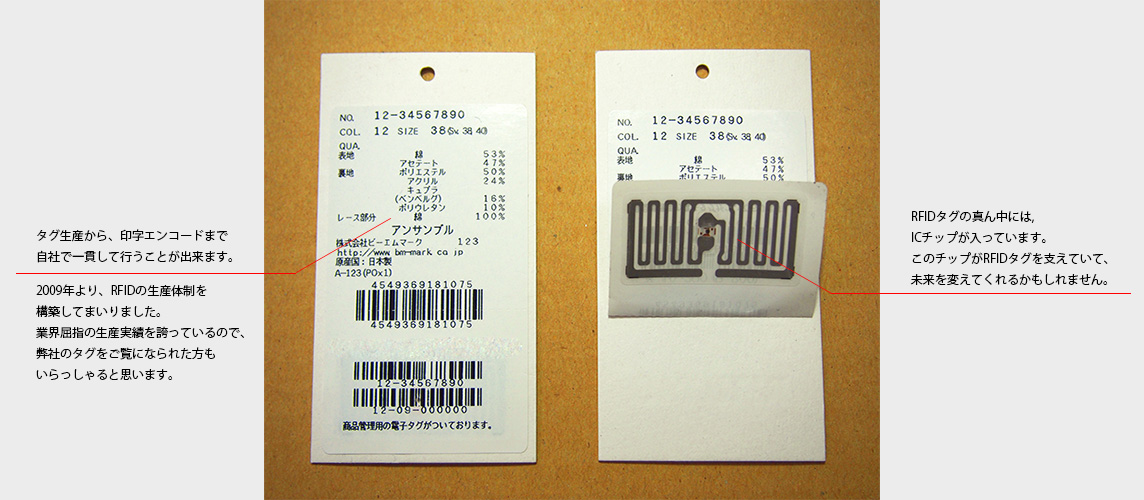 タグ生産から、印字エンコードまで
自社で一貫して行うことが出来ます。
2009年より、RFIDの生産体制を
構築してまいりました。
業界屈指の生産実績を誇っているので、
弊社のタグをご覧になられた方も
いらっしゃると思います。
NO. 12-34567890
COL. 12 SIZE 38(Sx. 38, 40)
QUA.
表地 綿 53%
アセテート 47%
裏地 ポリエステル 50%
アクリル 24%
キュプラ
(ベンベルグ) 16%
ポリウレタン 10%
レース部分 綿 100%
アンサンブル
株式会社ビーエムマーク 123
http://www.bm-mark.co.jp
原産国:日本製
A-123(P0x1)
4549369181075
4549369181075
12-34567890
12-09-000000
商品管理用の電子タグがついております。
NO. 12-34567890
COL. 12 SIZE 38(Sx. 38, 40)
QUA.
表地 綿 53%
アセテート 47%
裏地 ポリエステル 50%
RFIDタグの真ん中には,
ICチップが入っています。
このチップがRFIDタグを支えていて、
未来を変えてくれるかもしれません。